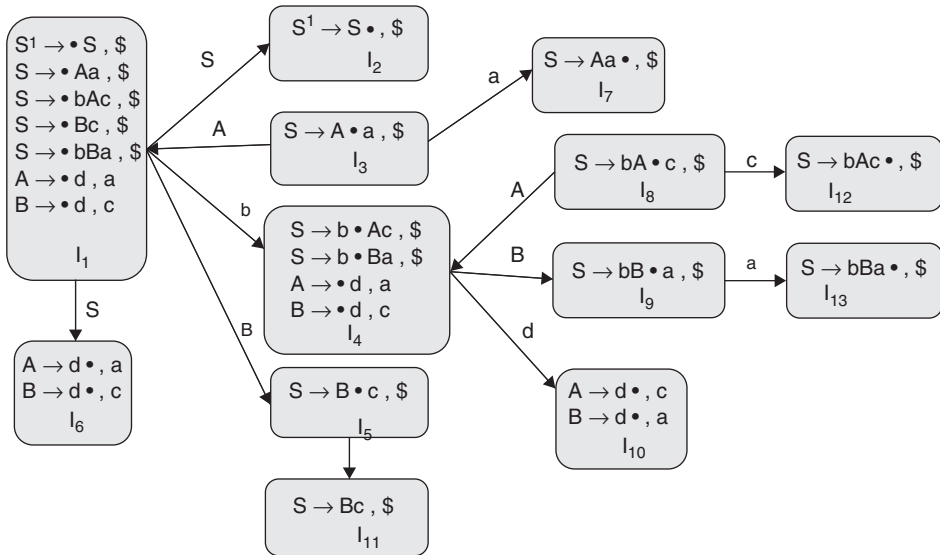 S¹ → • S , $
S → • Aa , $
S → • bAc , $
S → • Bc , $
S → • bBa , $
A → • d , a
B → • d , c
I₁
S
A → d • , a
B → d • , c
I₆
S
A
b
B
S¹ → S • , $
I₂
S → A • a , $
I₃
a
S → Aa • , $
I₇
S → b • Ac , $
S → b • Ba , $
A → • d , a
B → • d , c
I₄
S → B • c , $
I₅
S → Bc , $
I₁₁
A
B
d
S → bA • c , $
I₈
c
S → bAc • , $
I₁₂
S → bB • a , $
I₉
a
S → bBa • , $
I₁₃
A → d • , c
B → d • , a
I₁₀